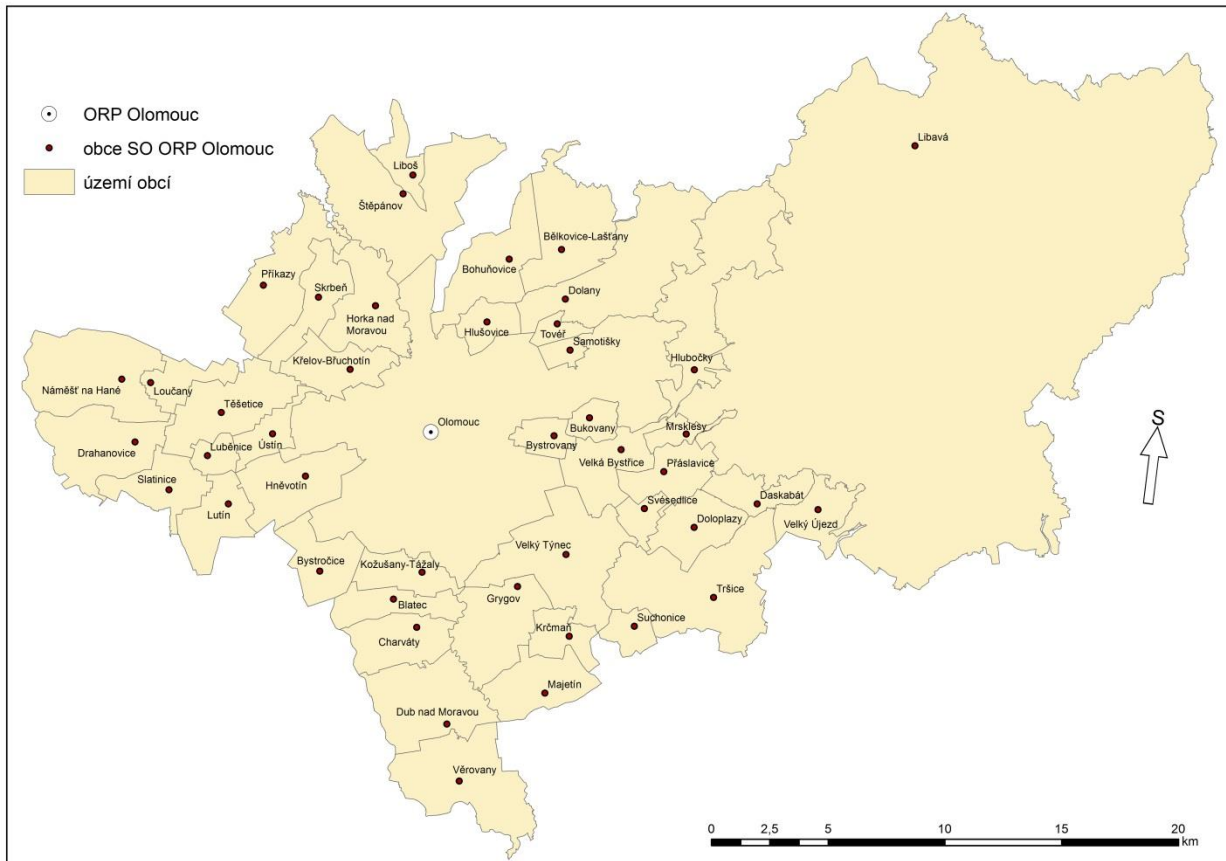 ORP Olomouc
obce SO ORP Olomouc
území obcí
Libavá
Liboš
Štěpánov
Bělkovice-Lašťany
Bohuňovice
Příkazy
Skrbeň
Horka nad
Moravou
Dolany
Hlušovice
Tovéř
Samotišky
Křelov-Břuchotín
Hlubočky
Náměšť na Hané
Loučany
Těšetice
Olomouc
Bukovany
Mrsklesy
Bystrovany
Drahanovice
Luběnice
Ústín
Velká Bystřice
Přáslavice
S
Slatinice
Hněvotín
Lutín
Svésedlice
Daskabát
Doloplazy
Velký Újezd
Velký Týnec
Bystročice
Kožušany-Tážaly
Grygov
Tršice
Blatec
Suchonice
Krčmaň
Charváty
Majetín
Dub nad Moravou
Věrovany
0 2,5 5 10 15 20
km